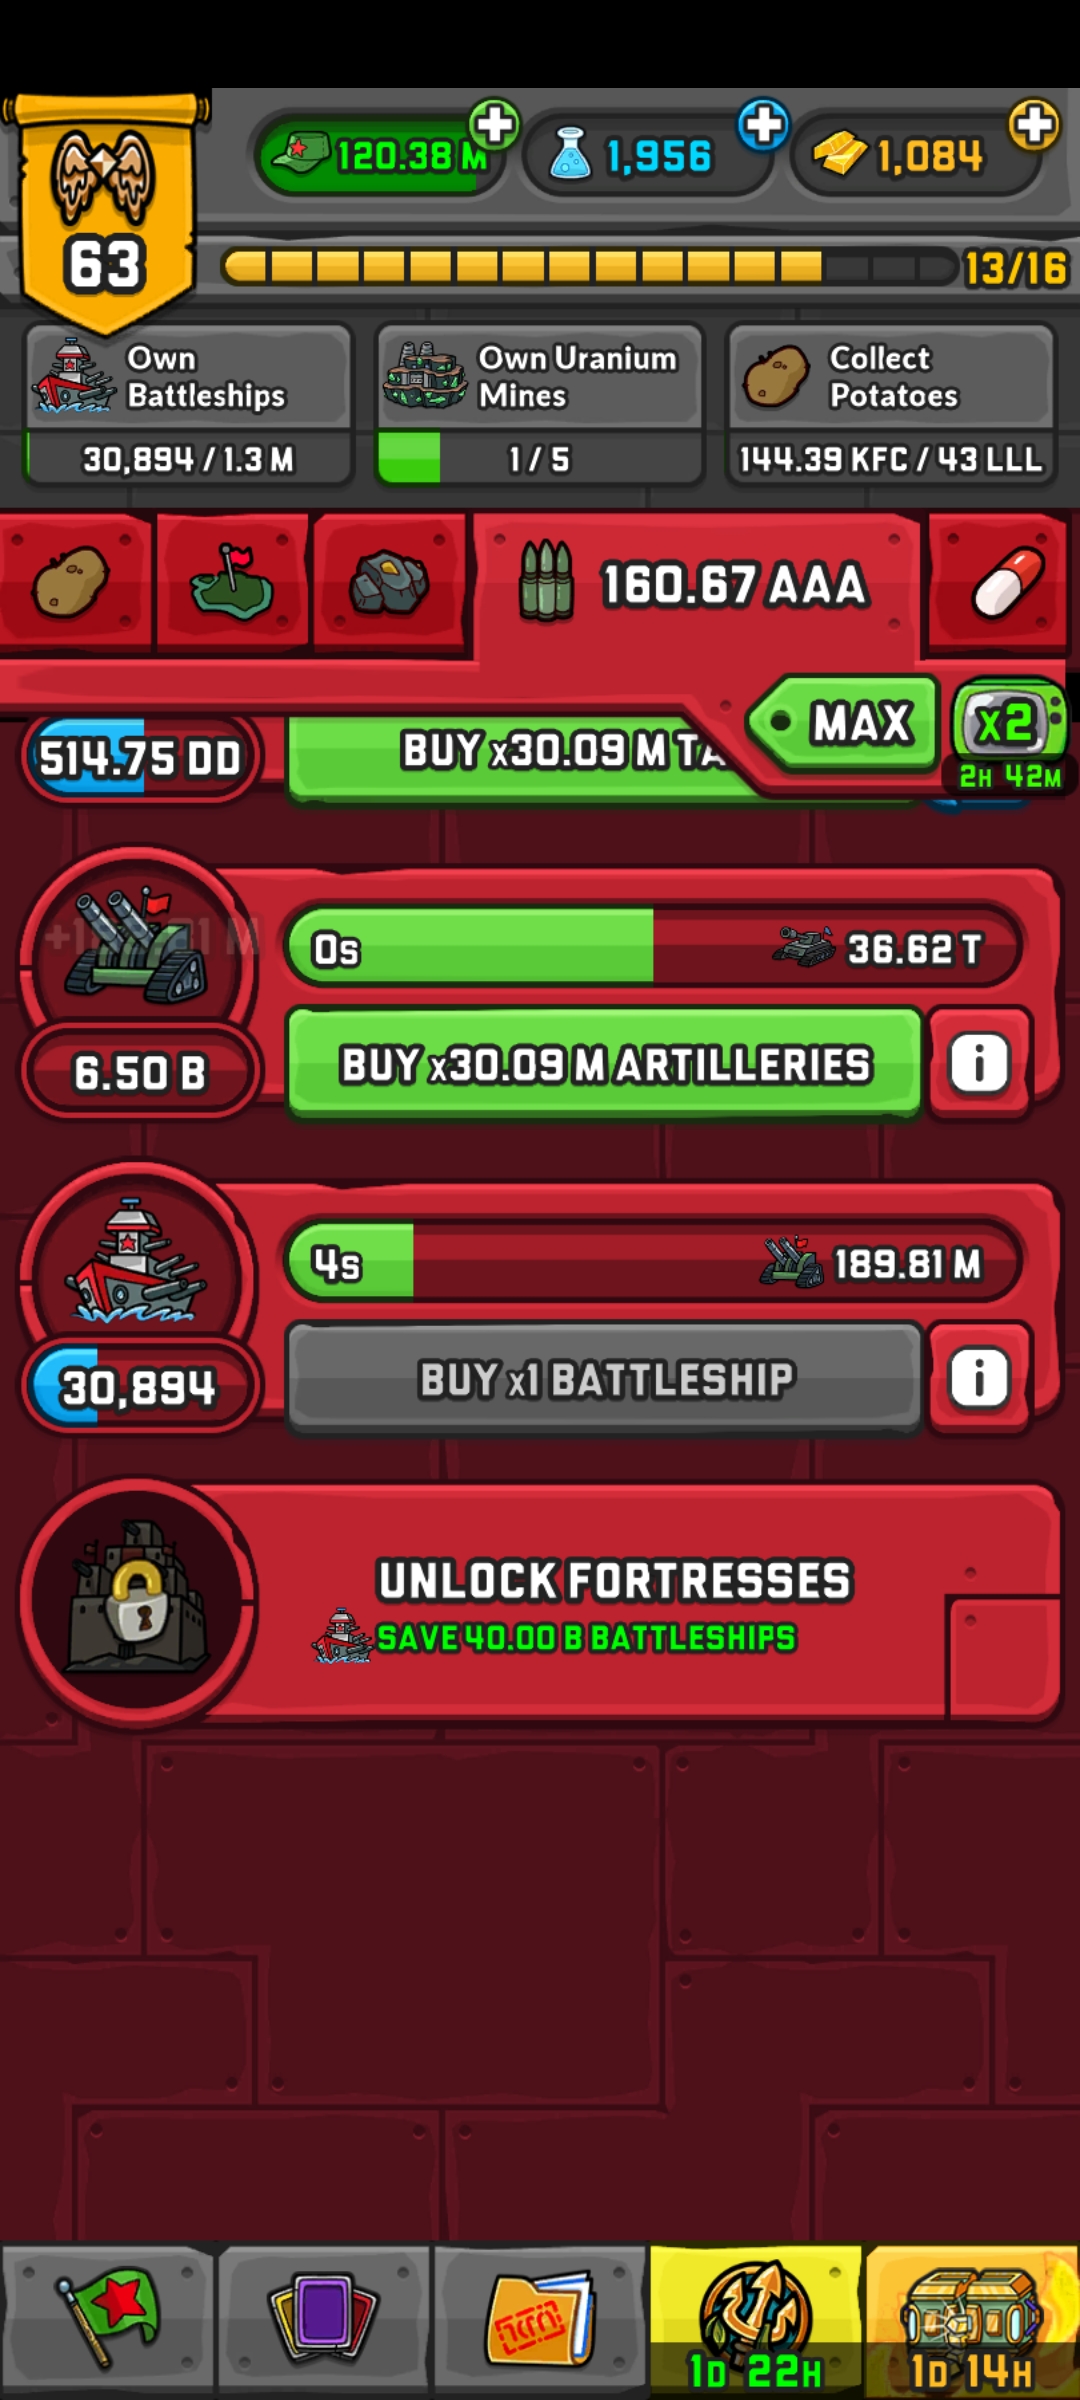 120.38 M
1,956
1,084
63
13/16
Own
Battleships
30,894 / 1.3 M
Own Uranium
Mines
1 / 5
Collect
Potatoes
144.39 KFC / 43 LLL
160.67 AAA
MAX
x2
2H 42M
514.75 DD
BUY x30.09 M TA
0s
36.62 T
6.50 B
BUY x30.09 M ARTILLERIES
i
4s
189.81 M
30,894
BUY x1 BATTLESHIP
i
UNLOCK FORTRESSES
SAVE 40.00 B BATTLESHIPS
1D 22H
1D 14H